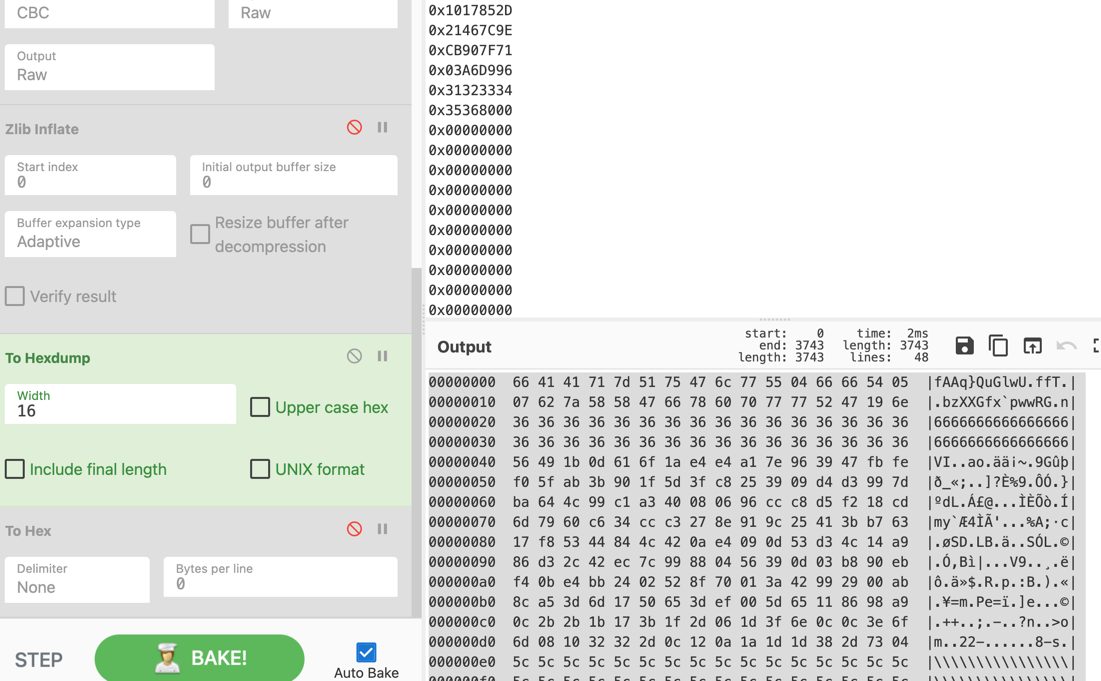 CBC
Raw
Output
Raw
Zlib Inflate
Start index
0
Initial output buffer size
0
Buffer expansion type
Adaptive
Resize buffer after
decompression
Verify result
To Hexdump
Width
16
Upper case hex
Include final length
UNIX format
To Hex
Delimiter
None
Bytes per line
0
STEP
BAKE!
Auto Bake
0x1017852D
0x21467C9E
0xCB907F71
0x03A6D996
0x31323334
0x35368000
0x00000000
0x00000000
0x00000000
0x00000000
0x00000000
0x00000000
0x00000000
0x00000000
0x00000000
0x00000000
Output
start: 0
end: 3743
length: 3743
time: 2ms
length: 3743
lines: 48
00000000 66 41 41 71 7d 51 75 47 6c 77 55 04 66 66 54 05 |fAAq}QuGlwU.ffT.|
00000010 07 62 7a 58 58 47 66 78 60 70 77 77 52 47 19 6e |.bzXXGfx`pwwRG.n|
00000020 36 36 36 36 36 36 36 36 36 36 36 36 36 36 36 36 |6666666666666666|
00000030 36 36 36 36 36 36 36 36 36 36 36 36 36 36 36 36 |6666666666666666|
00000040 56 49 1b 0d 61 6f 1a e4 e4 a1 7e 96 39 47 fb fe |VI..ao.ää¡~.9Gûþ|
00000050 f0 5f ab 3b 90 1f 5d 3f c8 25 39 09 d4 d3 99 7d |ð_«;..]?È%9.ÔÓ.}|
00000060 ba 64 4c 99 c1 a3 40 08 06 96 cc c8 d5 f2 18 cd |ºdL.Á£@...ÌÈÕò.Í|
00000070 6d 79 60 c6 34 cc c3 27 8e 91 9c 25 41 3b b7 63 |my`Æ4ÌÃ'...%A;·c|
00000080 17 f8 53 44 84 4c 42 0a e4 09 0d 53 d3 4c 14 a9 |.øSD.LB.ä..SÓL.©|
00000090 86 d3 2c 42 ec 7c 99 88 04 56 39 0d 03 b8 90 eb |.Ó,Bì|...V9..¸.ë|
000000a0 f4 0b e4 bb 24 02 52 8f 70 01 3a 42 99 29 00 ab |ô.ä»$.R.p.:B.).«|
000000b0 8c a5 3d 6d 17 50 65 3d ef 00 5d 65 11 86 98 a9 |.¥=m.Pe=ï.]e...©|
000000c0 0c 2b 2b 1b 17 3b 1f 2d 06 1d 3f 6e 0c 0c 3e 6f |.++..;.-..?n..>o|
000000d0 6d 08 10 32 32 2d 0c 12 0a 1a 1d 1d 38 2d 73 04 |m..22-......8-s.|
000000e0 5c 5c 5c 5c 5c 5c 5c 5c 5c 5c 5c 5c 5c 5c 5c 5c |\\\\\\\\\\\\\\\\|